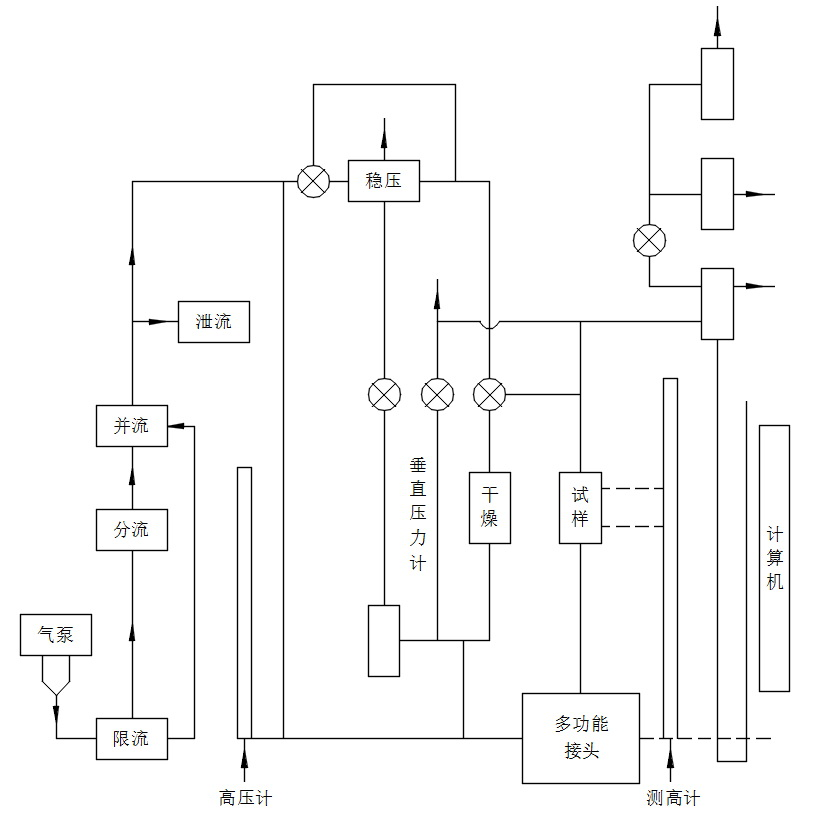 稳压
泄流
并流
垂直压力计
干燥
试样
分流
计算机
气泵
多功能
接头
限流
高压计
测高计